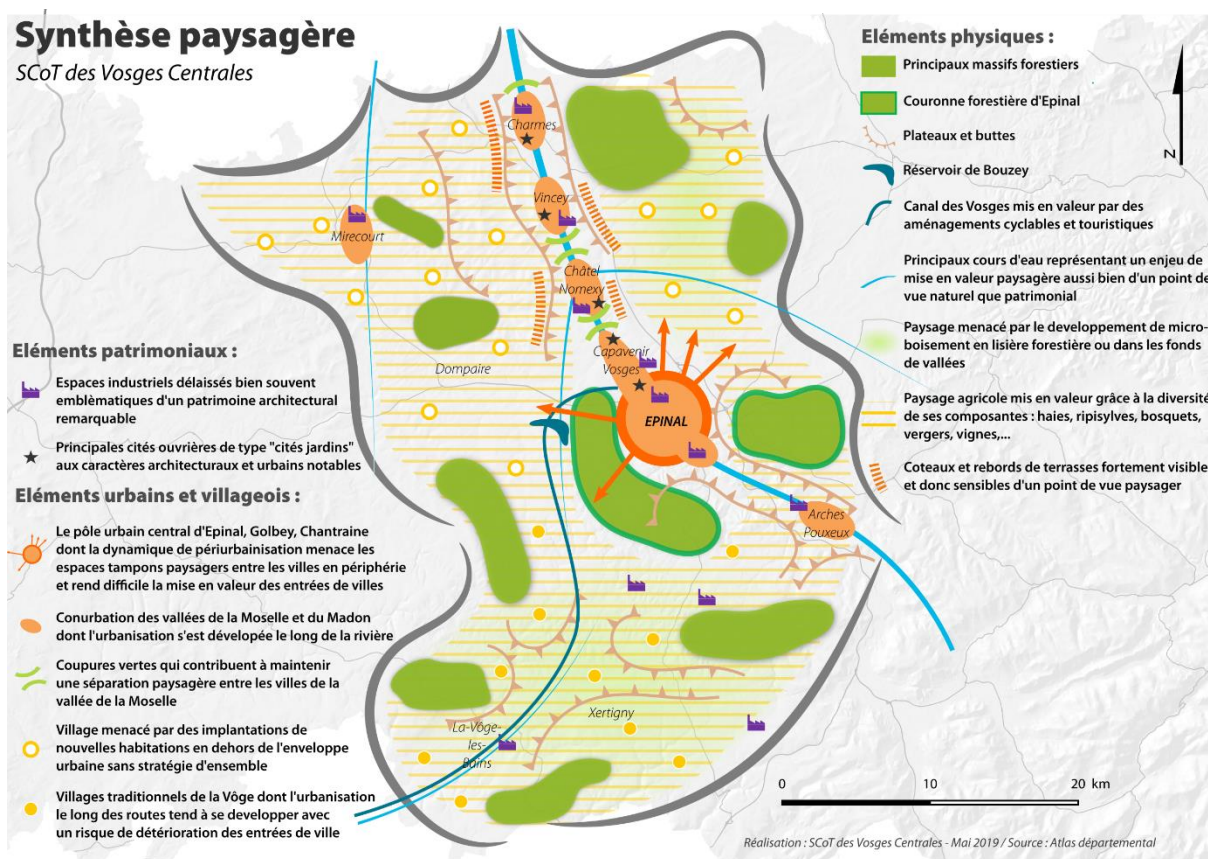 Synthèse paysagère
SCoT des Vosges Centrales
Eléments patrimoniaux :
Espaces industriels délaissés bien souvent
emblématiques d'un patrimoine architectural
remarquable
Principales cités ouvrières de type "cités jardins"
aux caractères architecturaux et urbains notables
Eléments urbains et villageois :
Le pôle urbain central d'Epinal, Golbey, Chantraine
dont la dynamique de périurbainisation menace les
espaces tampons paysagers entre les villes en périphérie
et rend difficile la mise en valeur des entrées de villes
Conurbation des vallées de la Moselle et du Madon
dont l'urbanisation s'est dévelopée le long de la rivière
Coupures vertes qui contribuent à maintenir
une séparation paysagère entre les villes de la
vallée de la Moselle
Village menacé par des implantations de
nouvelles habitations en dehors de l'enveloppe
urbaine sans stratégie d'ensemble
Villages traditionnels de la Vôge dont l'urbanisation
le long des routes tend à se developper avec
un risque de détérioration des entrées de ville
Charmes
Vincey
Mirecourt
Châtel
Nomexy
Capavenir
Vosges
Dompaire
EPINAL
Arches
Pouxeux
Xertigny
La-Vôge-
les-
Bains
Eléments physiques :
Principaux massifs forestiers
Couronne forestière d'Epinal
Plateaux et buttes
Réservoir de Bouzey
Canal des Vosges mis en valeur par des
aménagements cyclables et touristiques
Principaux cours d'eau représentant un enjeu de
mise en valeur paysagère aussi bien d'un point de
vue naturel que patrimonial
Paysage menacé par le developpement de micro-
boisement en lisière forestière ou dans les fonds
de vallées
Paysage agricole mis en valeur grâce à la diversité
de ses composantes : haies, ripisylves, bosquets,
vergers, vignes,...
Coteaux et rebords de terrasses fortement visible
et donc sensibles d'un point de vue paysager
N
0 10 20 km
Réalisation : SCoT des Vosges Centrales - Mai 2019 / Source : Atlas départemental